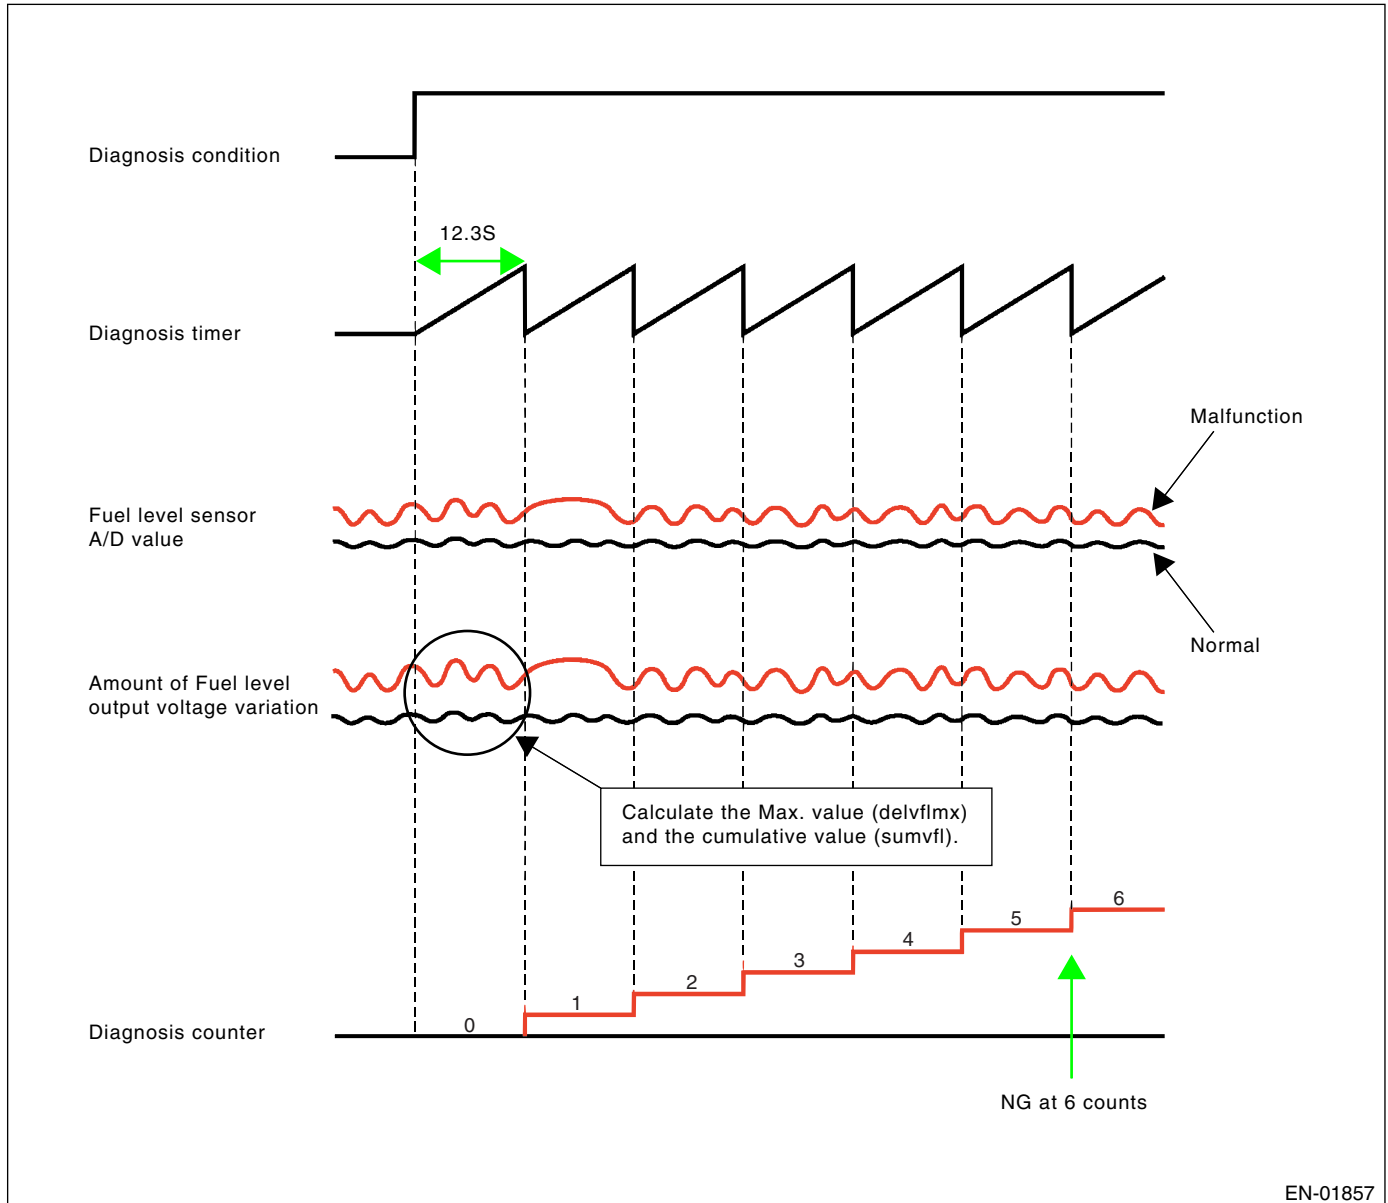 Diagnosis condition
12.3S
Diagnosis timer
Malfunction
Fuel level sensor
A/D value
Normal
Amount of Fuel level
output voltage variation
Calculate the Max. value (delvflmx)
and the cumulative value (sumvfl).
6
5
4
3
2
1
0
Diagnosis counter
NG at 6 counts
EN-01857